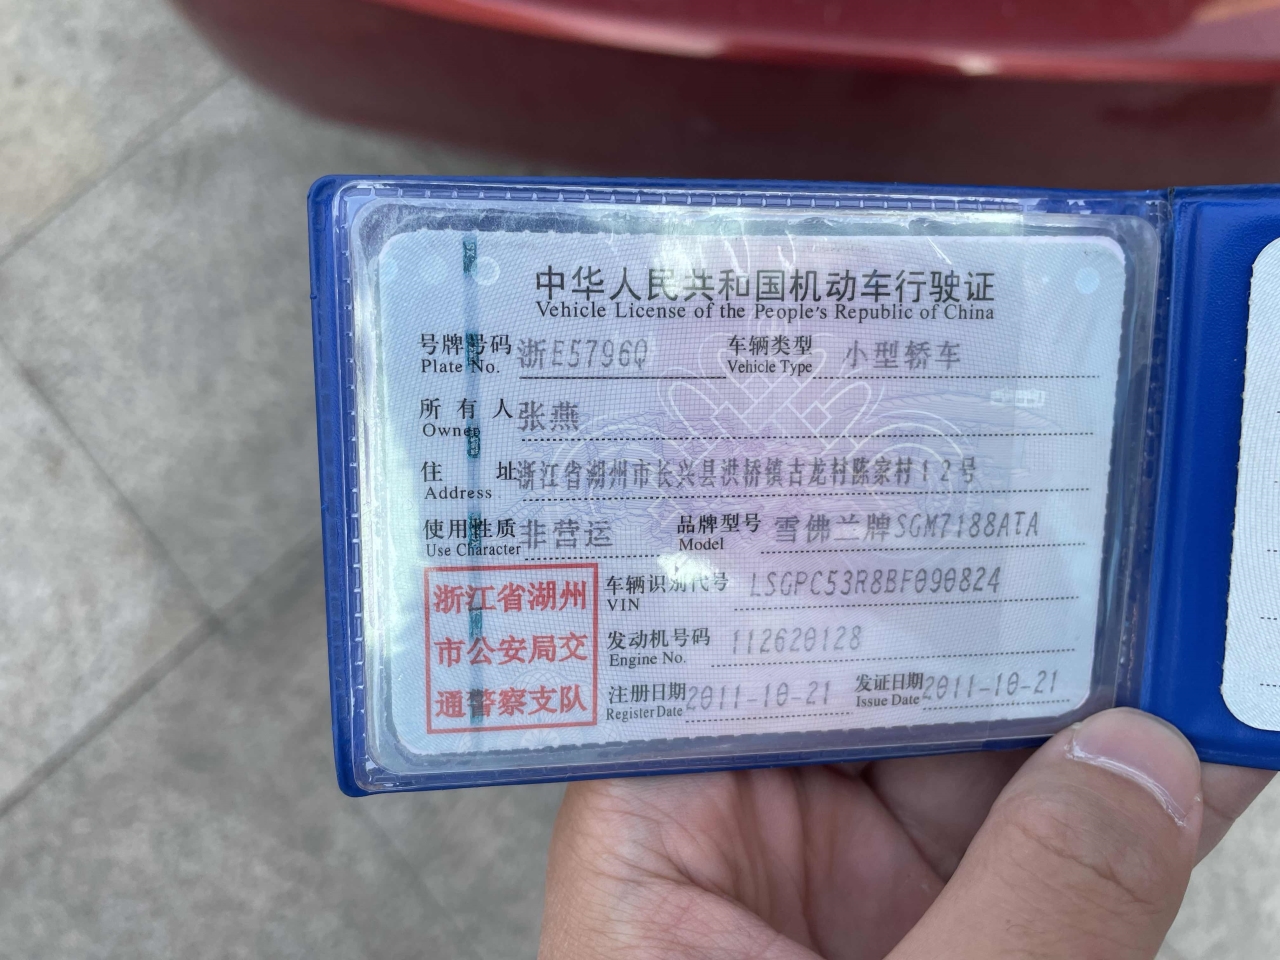 中华人民共和国机动车行驶证
Vehicle License of the People's Republic of China
号牌号码 浙E5796Q 车辆类型 小型轿车
Plate No. Vehicle Type
所有人 张燕
Owner
住址 浙江省湖州市长兴县洪桥镇古龙村陈家村12号
Address
使用性质 非营运 品牌型号 雪佛兰牌SGM7188ATA
Use Character Model
浙江省湖州
市公安局交
通警察支队
车辆识别代号 LSGPC53R8BF090824
VIN
发动机号码 112620128
Engine No.
注册日期 2011-10-21 发证日期 2011-10-21
Register Date Issue Date